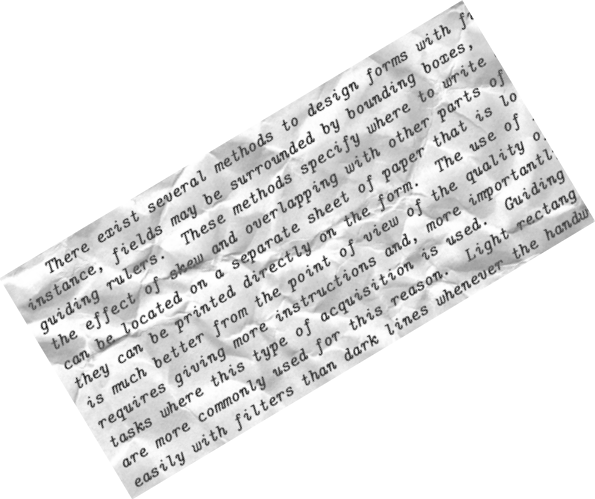 There exist several methods to design forms with
instance, fields may be surrounded by bounding boxes,
guiding rulers. These methods specify where to write
the effect of skew and overlapping with other parts of
can be located on a separate sheet of paper that is lo
they can be printed directly on the form. The use of
is much better from the point of view of the quality o
requires giving more instructions and, more importantl
tasks where this type of acquisition is used. Guiding
are more commonly used for this reason. Light rectang
easily with filters than dark lines whenever the handw